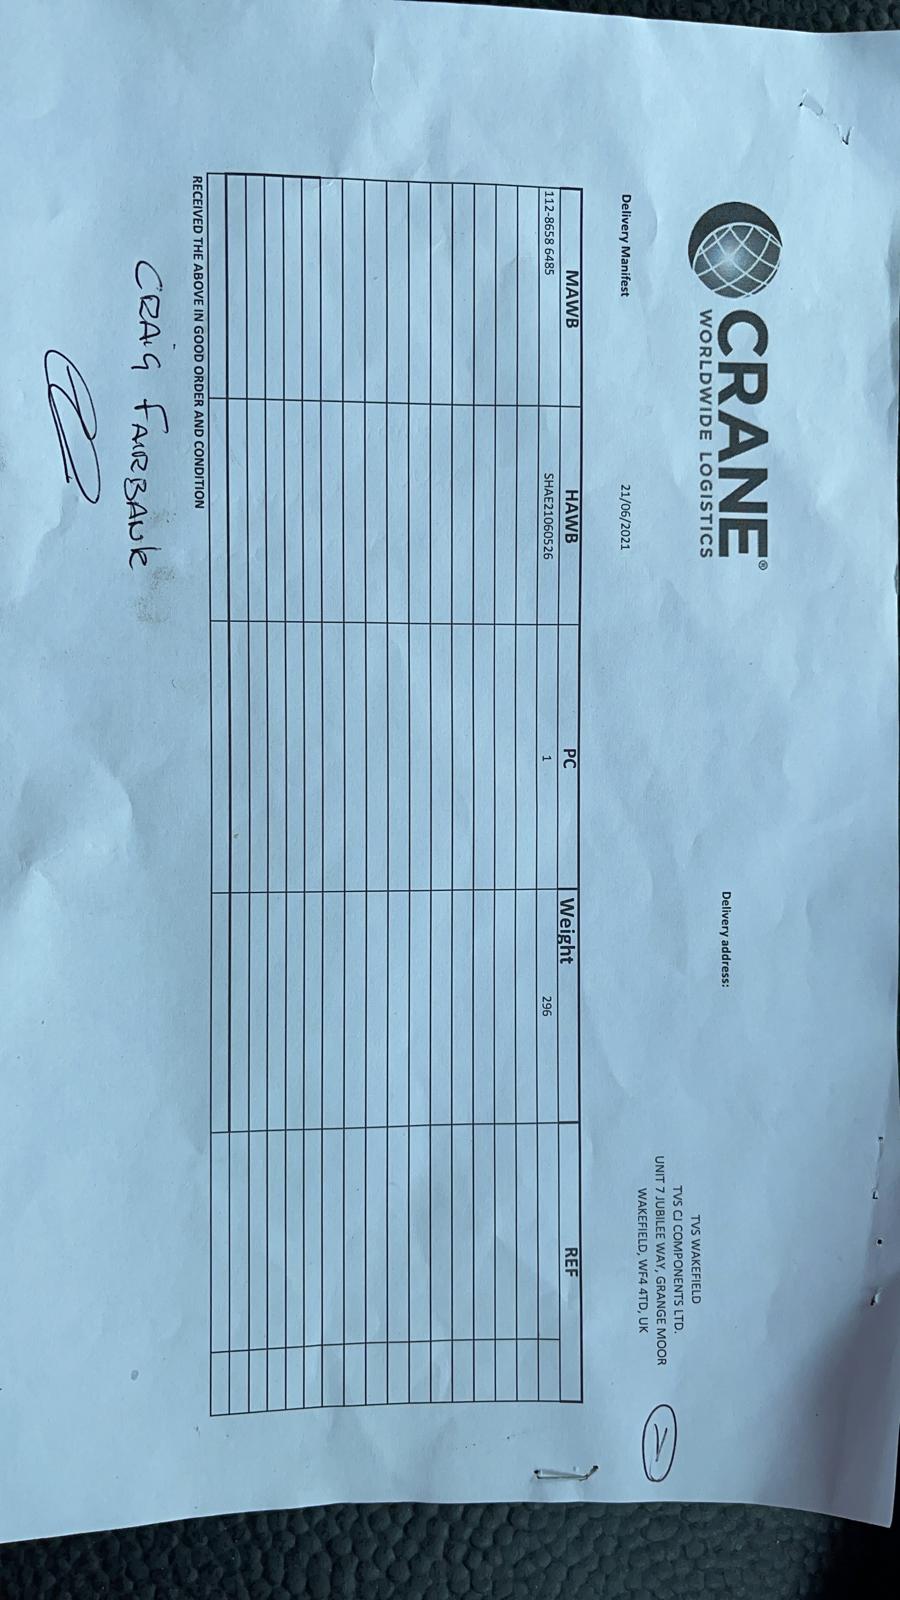 CRANE®
WORLDWIDE LOGISTICS
Delivery address:
TVS WAKEFIELD
TVS CJ COMPONENTS LTD.
UNIT 7 JUBILEE WAY, GRANGE MOOR
WAKEFIELD, WF4 4TD, UK
Delivery Manifest 21/06/2021
MAWB HAWB PC Weight REF
112-8658 6485 SHAE21060526 1 296
RECEIVED THE ABOVE IN GOOD ORDER AND CONDITION
CRAIG FAIRBANK